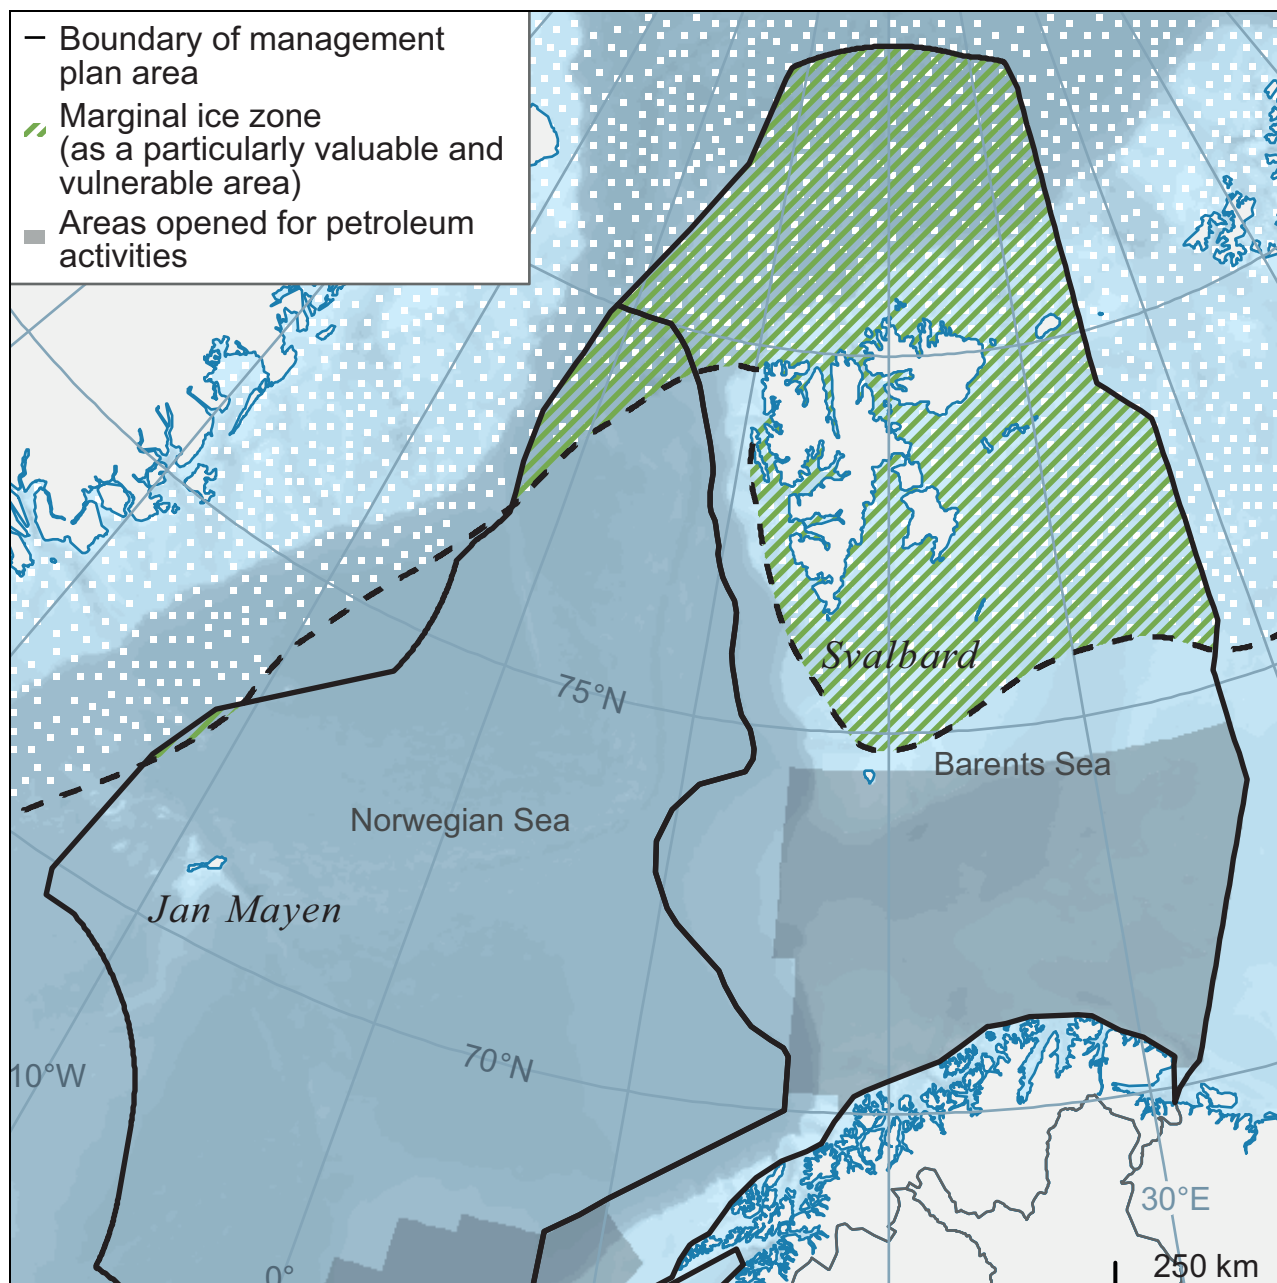 Boundary of management
plan area
Marginal ice zone
(as a particularly valuable and
vulnerable area)
Areas opened for petroleum
activities
Svalbard
75°N
Barents Sea
Norwegian Sea
Jan Mayen
70°N
10°W
30°E
0°
250 km